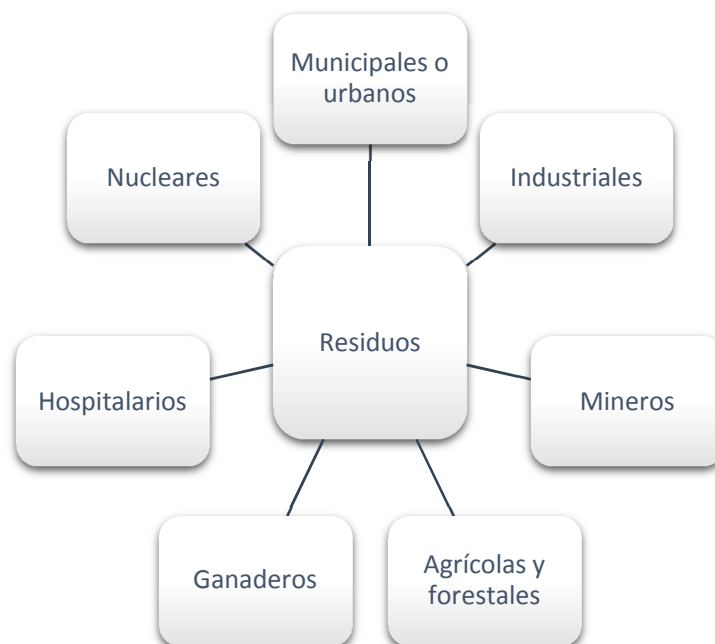 Municipales o
urbanos
Nucleares
Industriales
Residuos
Hospitalarios
Mineros
Ganaderos
Agrícolas y
forestales